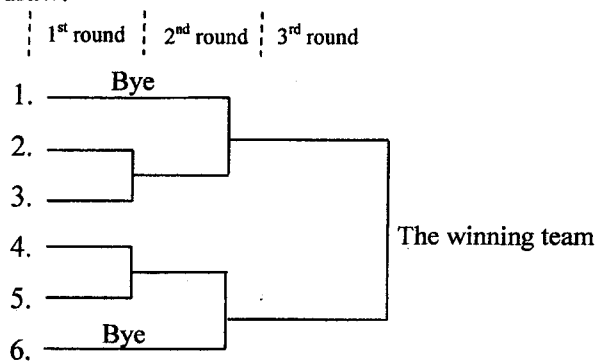 1st round 2nd round 3rd round
Bye
1.
2.
3.
4.
The winning team
5.
Bye
6.